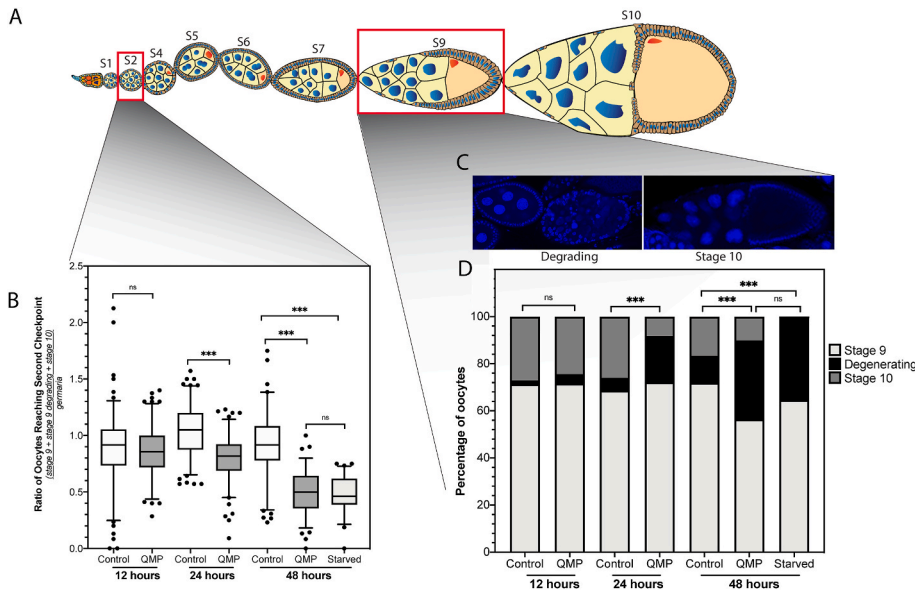 A
S1
S2
S4
S5
S6
S7
S9
S10
C
Degrading
Stage 10
B
Ratio of Oocytes Reaching Second Checkpoint
(stage 9 + stage 9 degrading + stage 10)
germaria
2.5
2.0
1.5
1.0
0.5
0.0
ns
***
***
***
ns
Control
QMP
Control
QMP
Control
QMP
Starved
12 hours
24 hours
48 hours
D
Percentage of oocytes
100
80
60
40
20
0
ns
***
***
***
ns
Stage 9
Degenerating
Stage 10
Control
QMP
Control
QMP
Control
QMP
Starved
12 hours
24 hours
48 hours